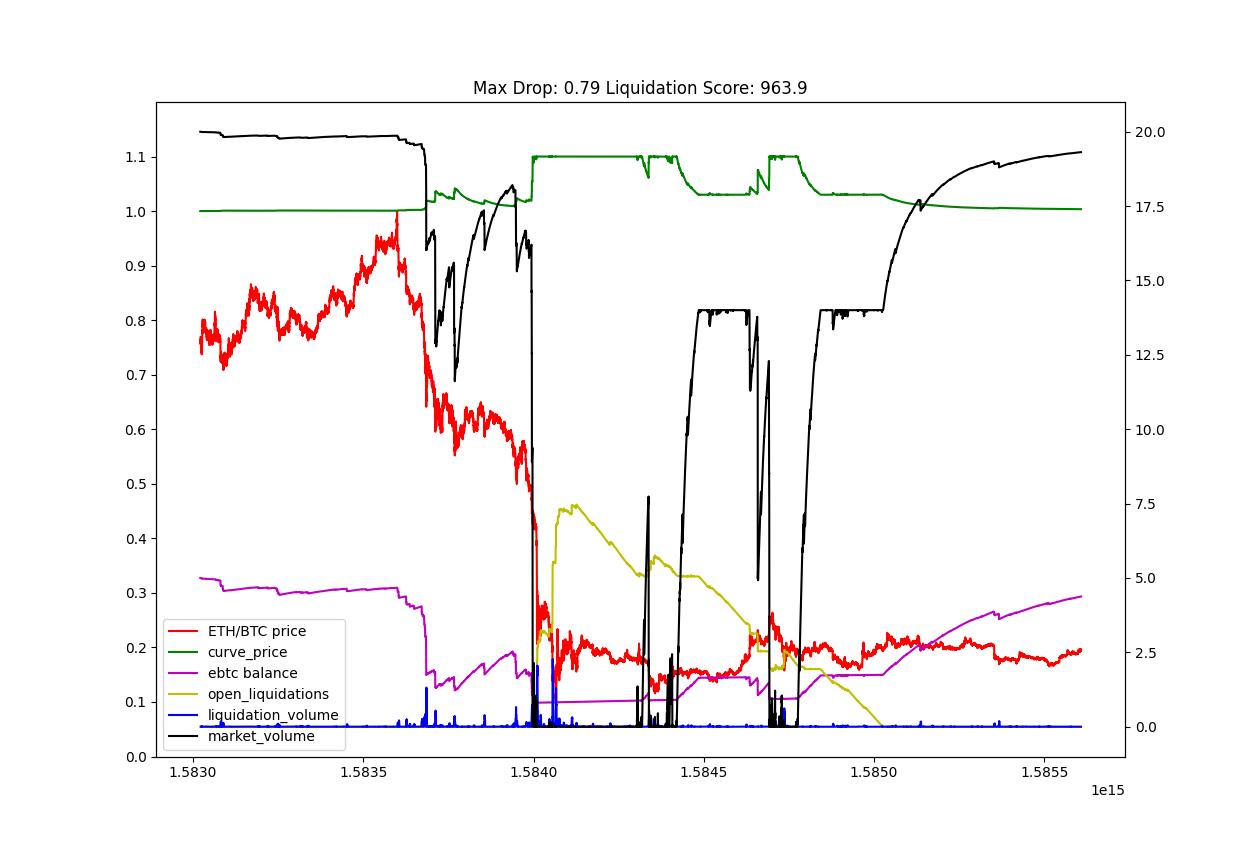 Max Drop: 0.79 Liquidation Score: 963.9
1.1
1.0
0.9
0.8
0.7
0.6
0.5
0.4
0.3
0.2
0.1
0.0
20.0
17.5
15.0
12.5
10.0
7.5
5.0
2.5
0.0
ETH/BTC price
curve_price
ebtc balance
open_liquidations
liquidation_volume
market_volume
1.5830 1.5835 1.5840 1.5845 1.5850 1.5855
1e15